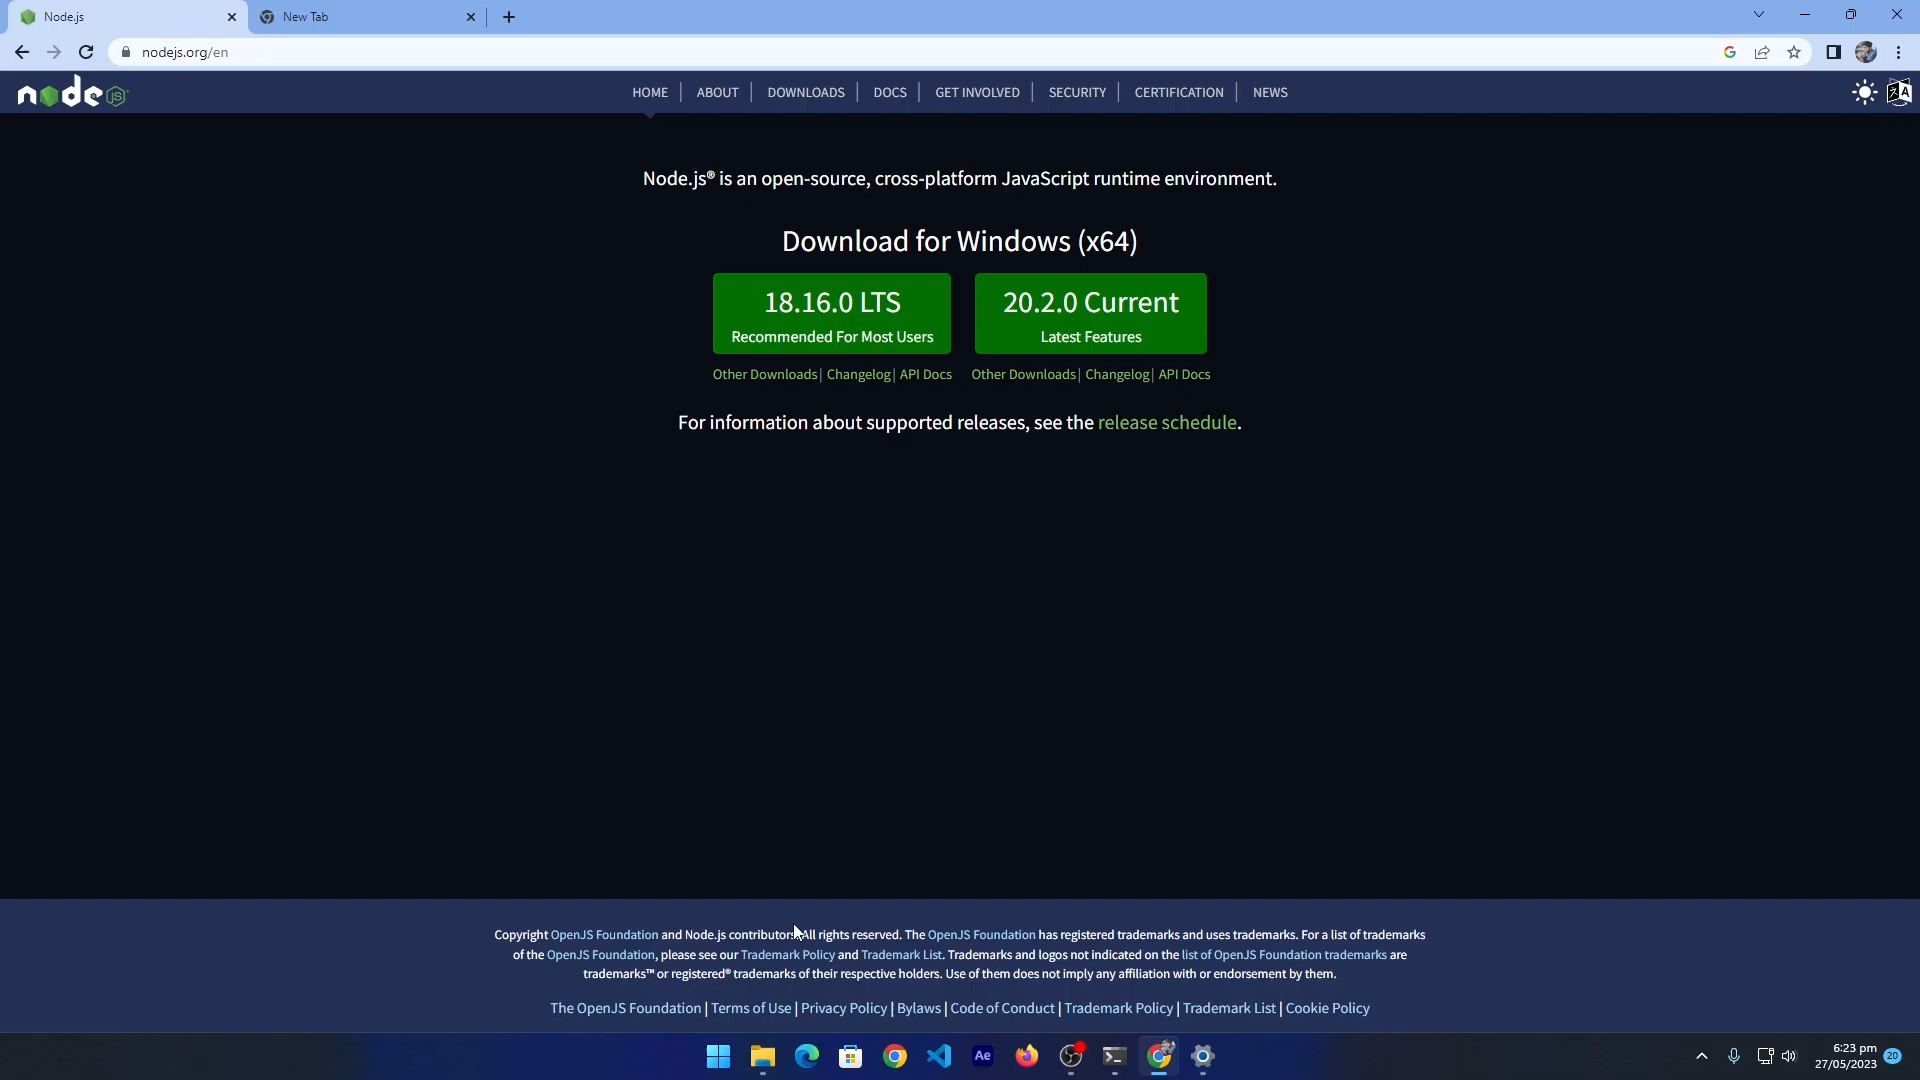 Node.js
New Tab
nodejs.org/en
node JS
HOME ABOUT DOWNLOADS DOCS GET INVOLVED SECURITY CERTIFICATION NEWS
Node.js® is an open-source, cross-platform JavaScript runtime environment.
Download for Windows (x64)
18.16.0 LTS
Recommended For Most Users
20.2.0 Current
Latest Features
Other Downloads | Changelog | API Docs
Other Downloads | Changelog | API Docs
For information about supported releases, see the release schedule.
Copyright OpenJS Foundation and Node.js contributors. All rights reserved. The OpenJS Foundation has registered trademarks and uses trademarks. For a list of trademarks
of the OpenJS Foundation, please see our Trademark Policy and Trademark List. Trademarks and logos not indicated on the list of OpenJS Foundation trademarks are
trademarks™ or registered® trademarks of their respective holders. Use of them does not imply any affiliation with or endorsement by them.
The OpenJS Foundation | Terms of Use | Privacy Policy | Bylaws | Code of Conduct | Trademark Policy | Trademark List | Cookie Policy
Ae
6:23 pm
27/05/2023
20